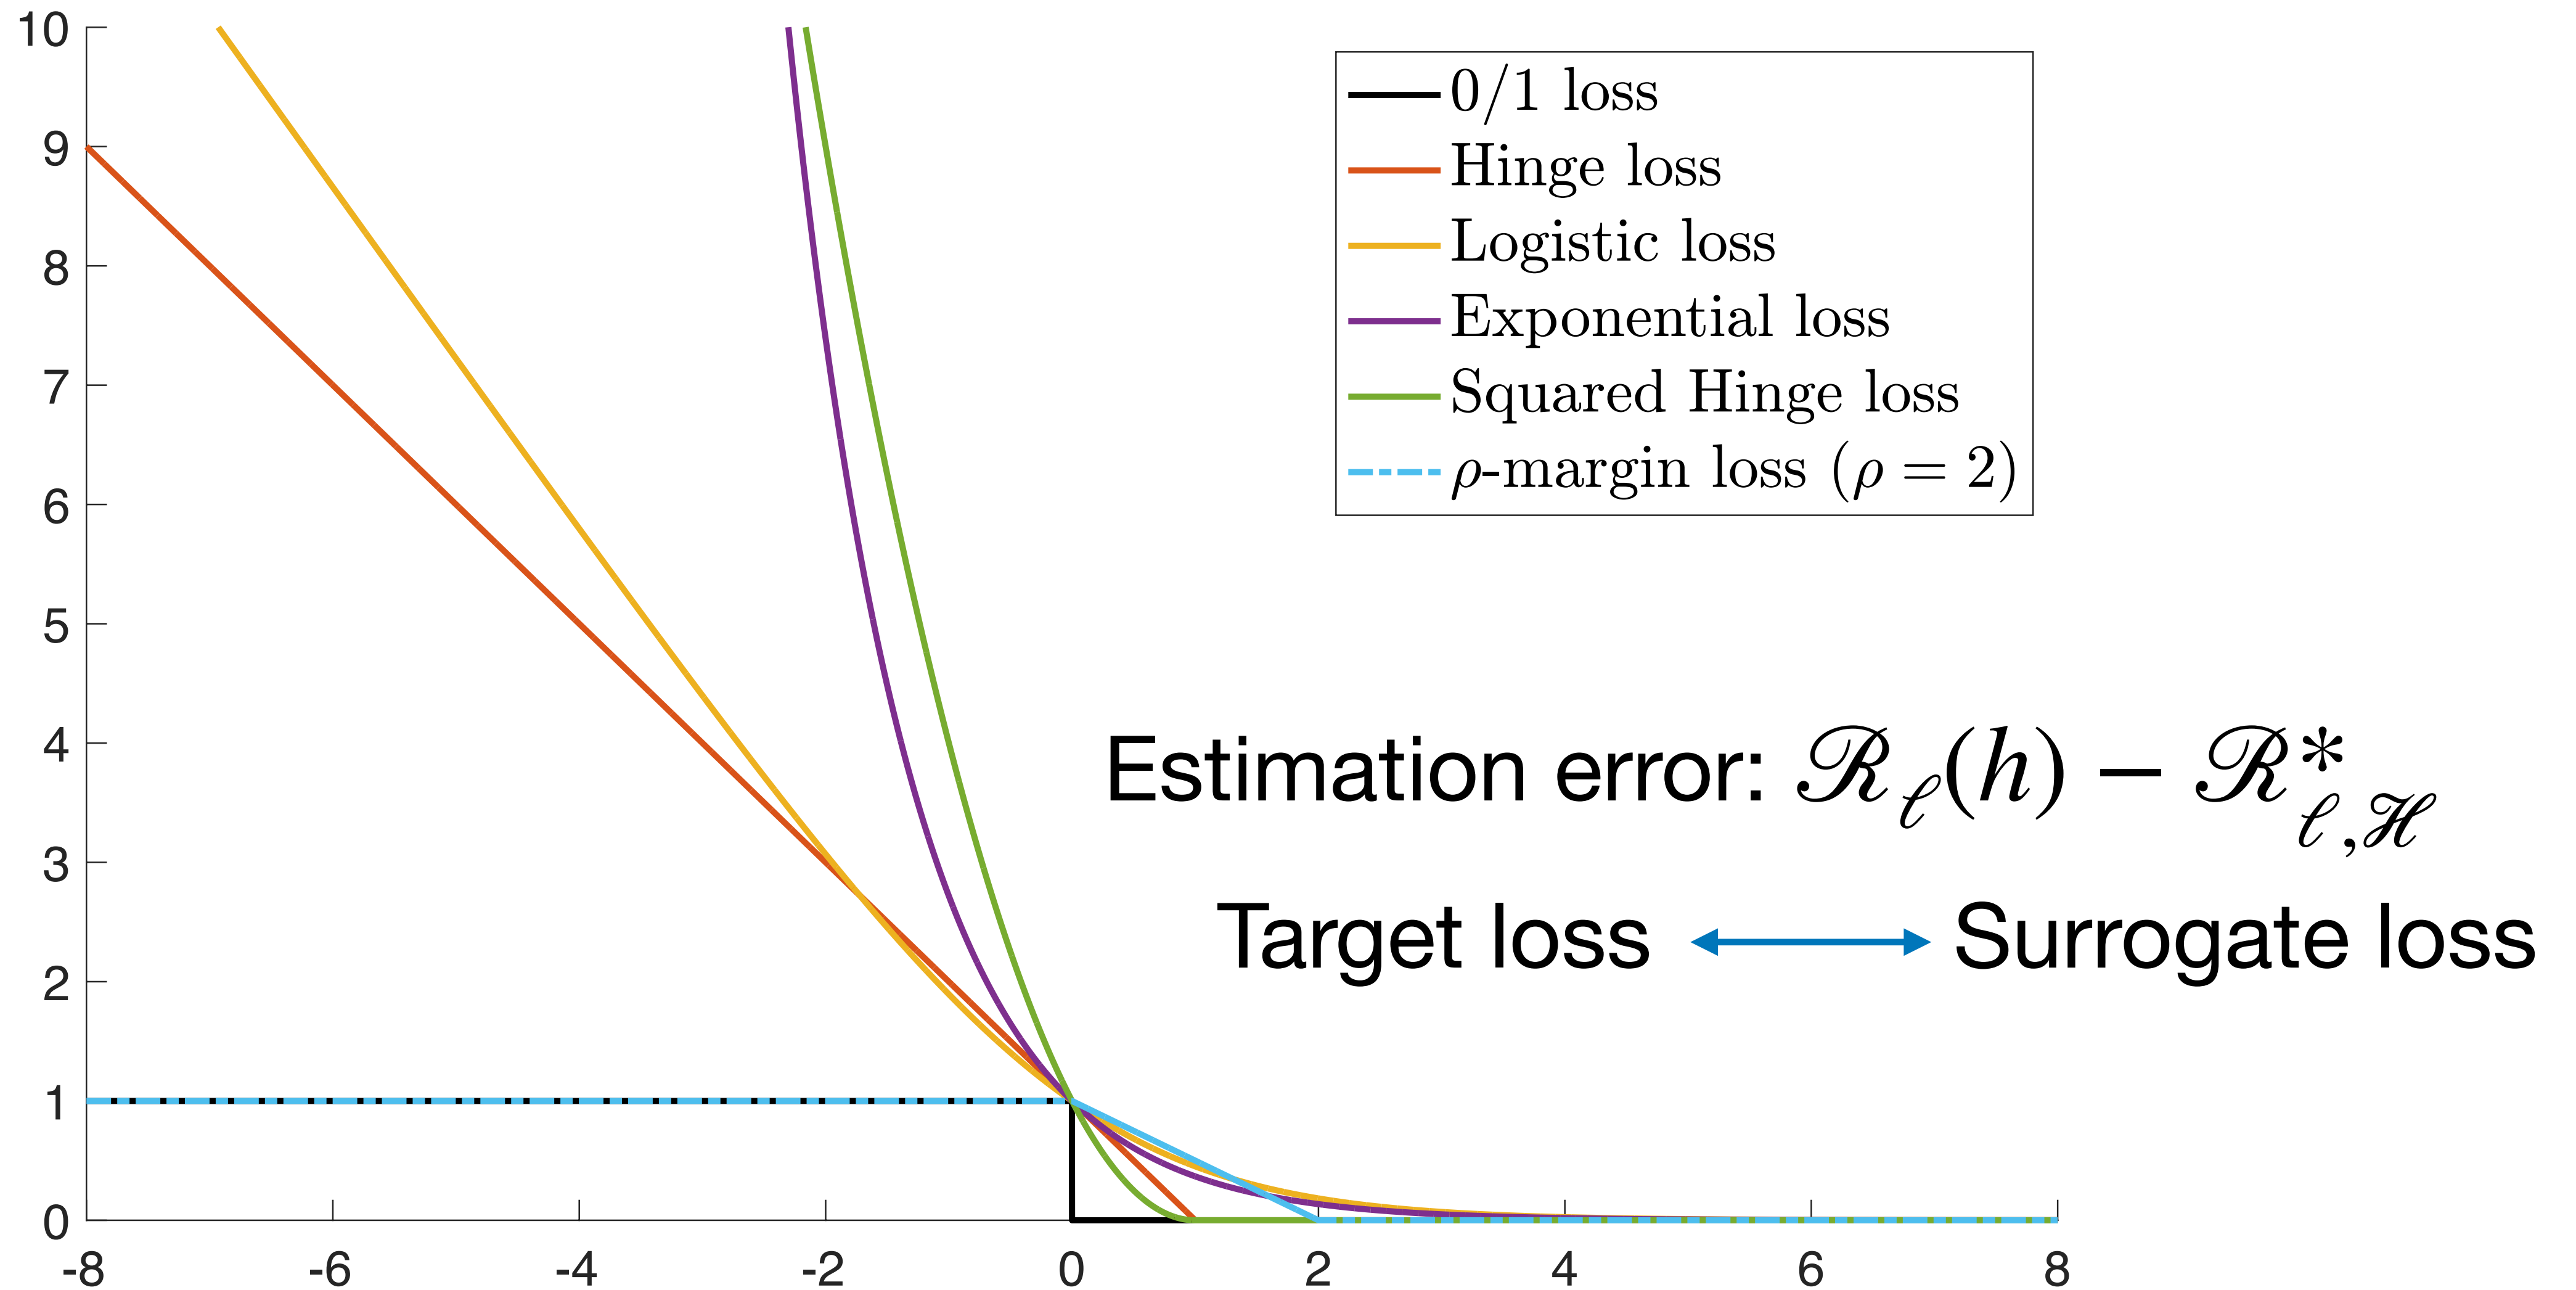 10
9
8
7
6
5
4
3
2
1
0
-8 -6 -4 -2 0 2 4 6 8
0/1 loss
Hinge loss
Logistic loss
Exponential loss
Squared Hinge loss
ρ-margin loss (ρ = 2)
Estimation error: ℛ_ℓ(h) − ℛ*_ℓ,ℋ
Target loss ⟷ Surrogate loss